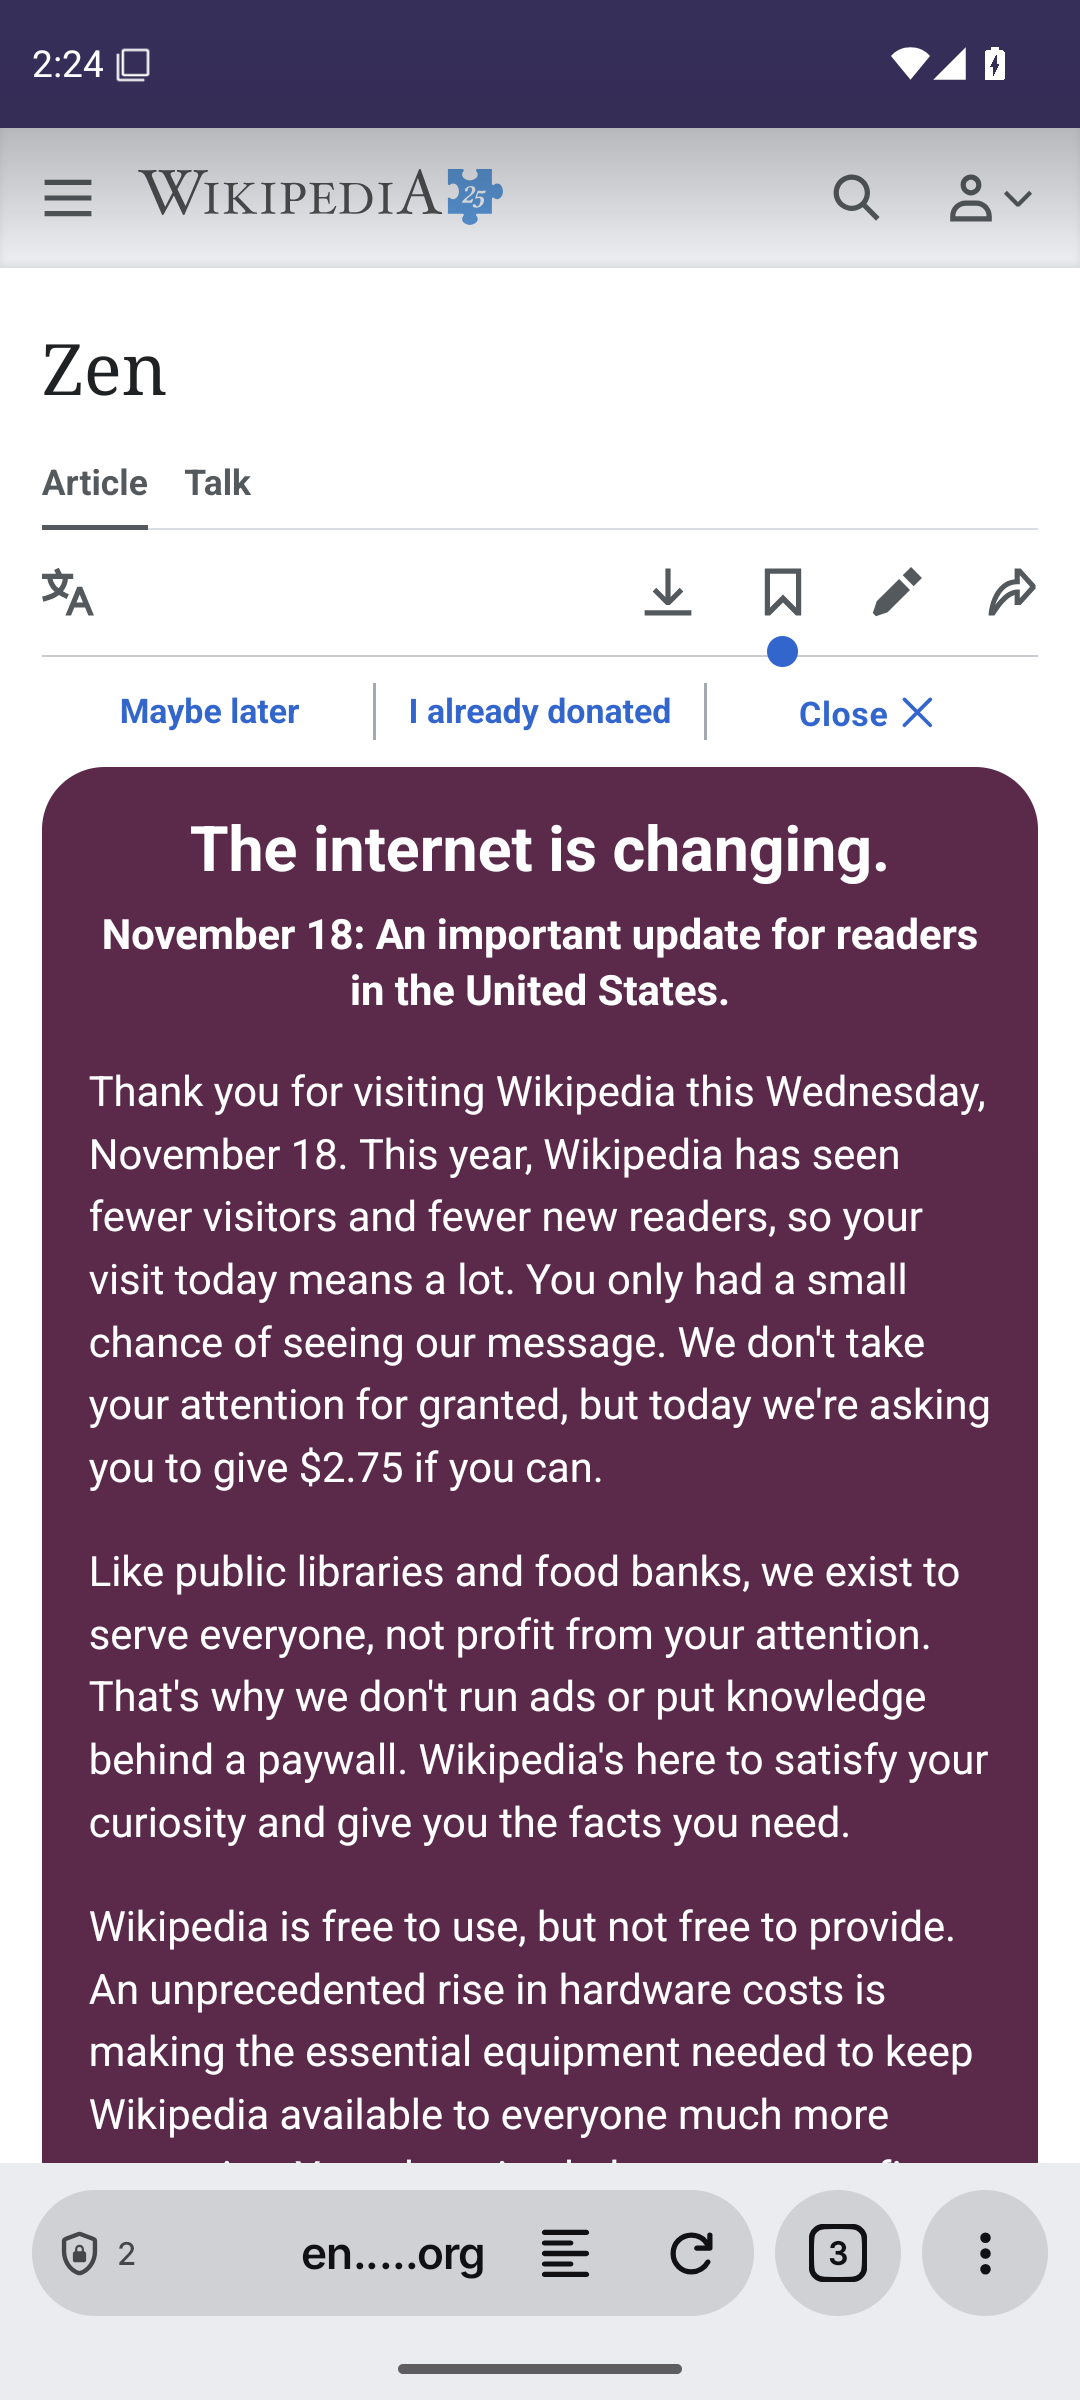 2:24
WIKIPEDIA 25
Zen
Article Talk
文A
Maybe later I already donated Close
The internet is changing.
November 18: An important update for readers
in the United States.
Thank you for visiting Wikipedia this Wednesday,
November 18. This year, Wikipedia has seen
fewer visitors and fewer new readers, so your
visit today means a lot. You only had a small
chance of seeing our message. We don't take
your attention for granted, but today we're asking
you to give $2.75 if you can.
Like public libraries and food banks, we exist to
serve everyone, not profit from your attention.
That's why we don't run ads or put knowledge
behind a paywall. Wikipedia's here to satisfy your
curiosity and give you the facts you need.
Wikipedia is free to use, but not free to provide.
An unprecedented rise in hardware costs is
making the essential equipment needed to keep
Wikipedia available to everyone much more
2 en.....org 3